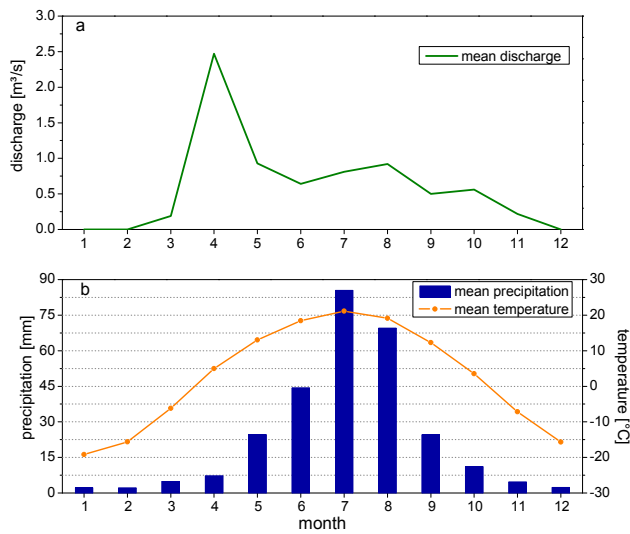 a
3.0
2.5
2.0
1.5
1.0
0.5
0.0
discharge [m³/s]
mean discharge
1 2 3 4 5 6 7 8 9 10 11 12
b
90
75
60
45
30
15
0
precipitation [mm]
mean precipitation
mean temperature
30
20
10
0
-10
-20
-30
temperature [°C]
1 2 3 4 5 6 7 8 9 10 11 12
month